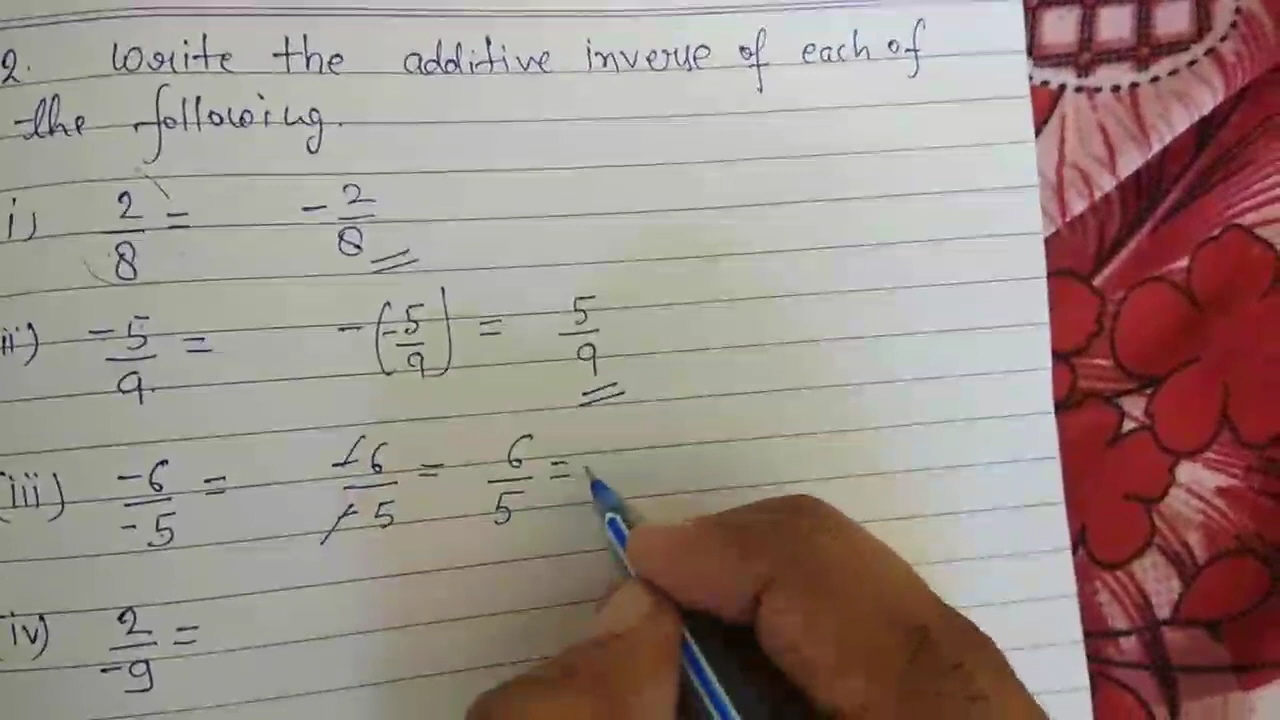 2. Write the additive inverse of each of
the following.
i) 2/8 = -2/8
ii) -5/9 = -(-5/9) = 5/9
(iii) -6/-5 = -6/-5 = 6/5 =
iv) 2/-9 =